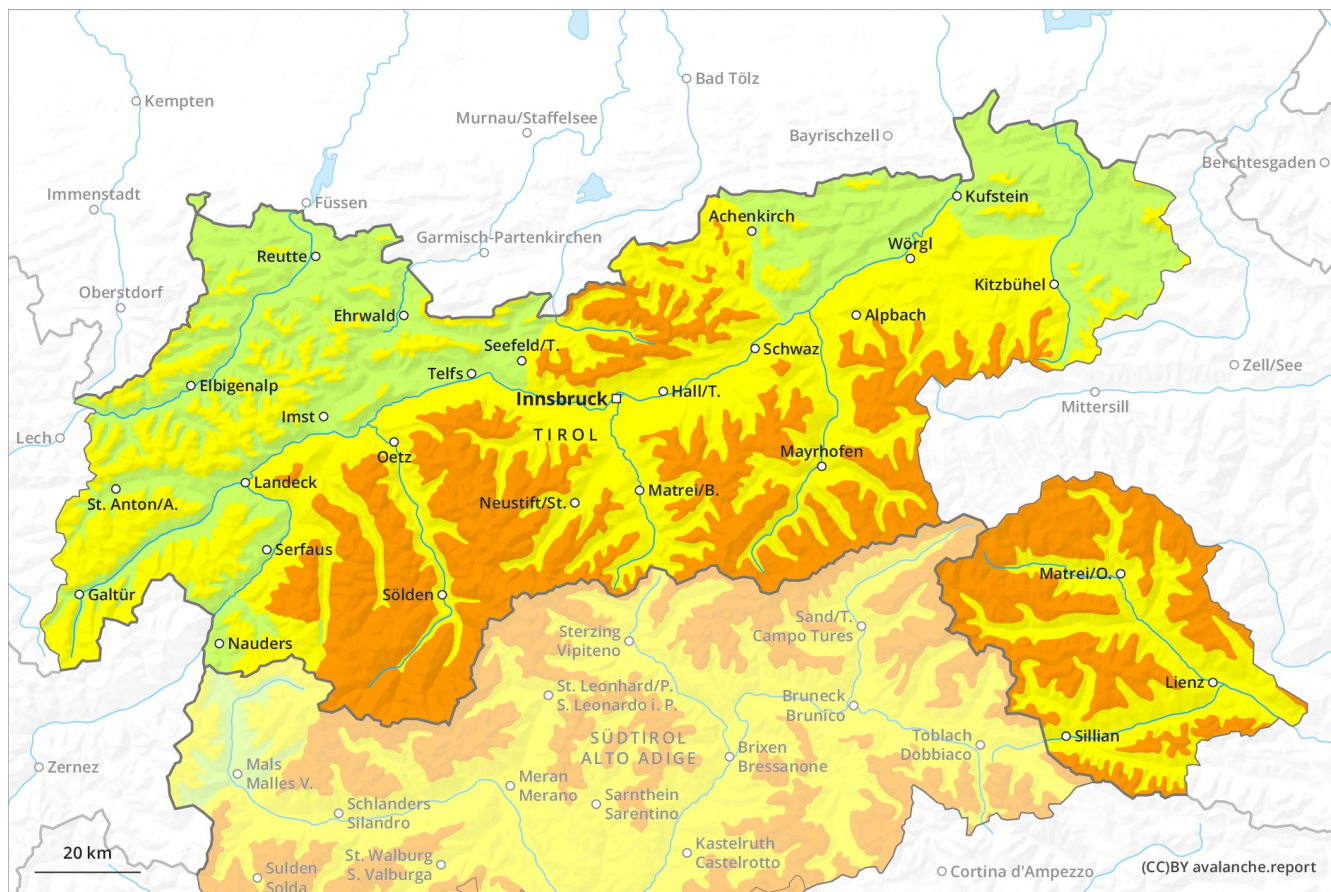 Bad Tölz
Kempten
Murnau/Staffelsee
Bayrischzell
Berchtesgaden
Immenstadt
Füssen
Kufstein
Achenkirch
Garmisch-Partenkirchen
Wörgl
Reutte
Oberstdorf
Kitzbühel
Ehrwald
Alpbach
Seefeld/T.
Schwaz
Zell/See
Telfs
Elbigenalp
Hall/T.
Innsbruck
Mittersill
Imst
Lech
TIROL
Oetz
Mayrhofen
Landeck
Matrei/B.
St. Anton/A.
Neustift/St.
Serfaus
Matrei/O.
Galtür
Sölden
Sand/T.
Campo Tures
Sterzing
Vipiteno
Nauders
Lienz
St. Leonhard/P.
S. Leonardo i. P.
Bruneck
Brunico
Sillian
Toblach
Dobbiaco
SÜDTIROL
ALTO ADIGE
Brixen
Bressanone
Zernez
Mals
Malles V.
Meran
Merano
Sarnthein
Sarentino
Schlanders
Silandro
20 km
Kastelruth
Castelrotto
St. Walburg
S. Valburga
Sulden
Solda
Cortina d'Ampezzo
(CC)BY avalanche.report